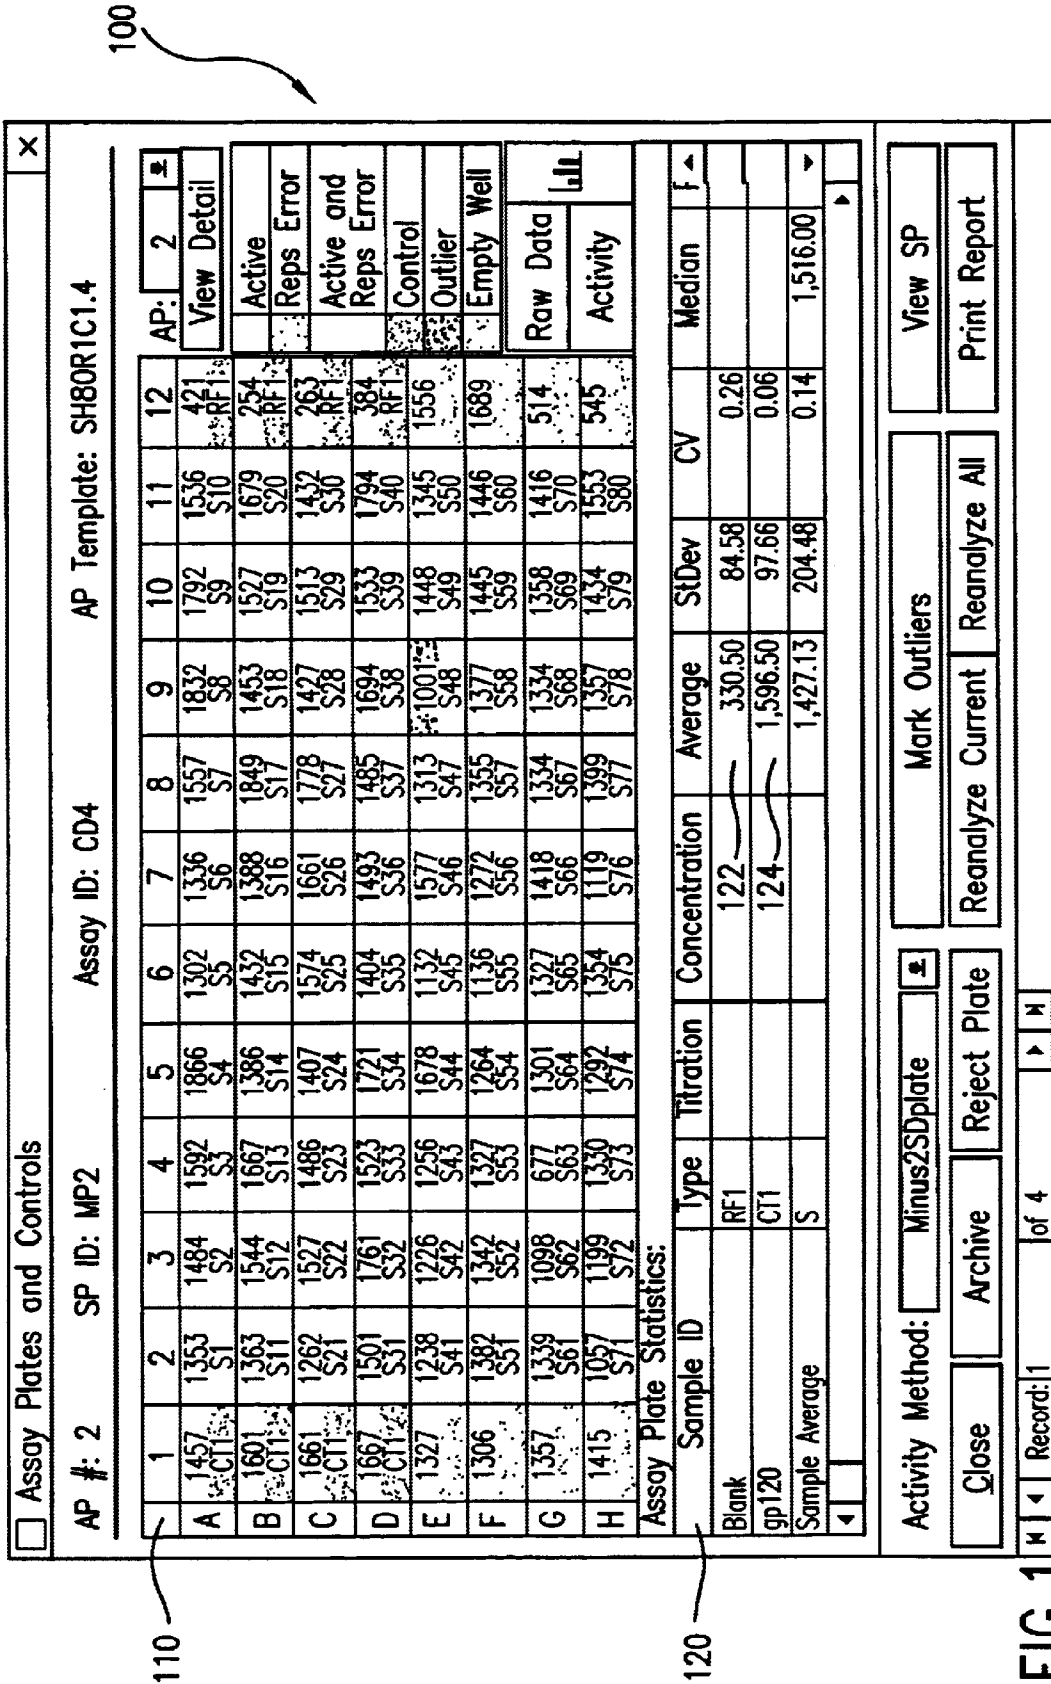 100
Assay Plates and Controls X
AP #: 2 SP ID: MP2 Assay ID: CD4 AP Template: SH80R1C1.4
110
1 2 3 4 5 6 7 8 9 10 11 12
A 1457 1353 1484 1592 1866 1302 1336 1557 1832 1792 1536 421
CT1 S1 S2 S3 S4 S5 S6 S7 S8 S9 S10 RF1
B 1601 1363 1544 1667 1386 1432 1388 1849 1453 1527 1679 254
CT1 S11 S12 S13 S14 S15 S16 S17 S18 S19 S20 RF1
C 1661 1262 1527 1486 1407 1574 1661 1778 1427 1513 1432 263
CT1 S21 S22 S23 S24 S25 S26 S27 S28 S29 S30 RF1
D 1667 1501 1761 1523 1721 1404 1493 1485 1694 1533 1794 384
CT1 S31 S32 S33 S34 S35 S36 S37 S38 S39 S40 RF1
E 1327 1238 1226 1256 1678 1132 1577 1313 1001 1448 1345 1556
S41 S42 S43 S44 S45 S46 S47 S48 S49 S50
F 1306 1382 1342 1327 1264 1136 1272 1355 1377 1445 1446 1689
S51 S52 S53 S54 S55 S56 S57 S58 S59 S60
G 1357 1339 1098 677 1301 1327 1418 1334 1334 1358 1416 514
S61 S62 S63 S64 S65 S66 S67 S68 S69 S70
H 1415 1057 1199 1330 1292 1354 1119 1399 1357 1434 1553 545
S71 S72 S73 S74 S75 S76 S77 S78 S79 S80
AP: 2
View Detail
Active
Reps Error
Active and
Reps Error
Control
Outlier
Empty Well
Raw Data
Activity
Assay Plate Statistics:
120
Sample ID Type Titration Concentration Average StDev CV Median F
Blank RF1 122 330.50 84.58 0.26
gp120 CT1 124 1,596.50 97.66 0.06
Sample Average S 1,427.13 204.48 0.14 1,516.00
Activity Method: Minus2SDplate Mark Outliers View SP
Close Archive Reject Plate Reanalyze Current Reanalyze All Print Report
Record: 1 of 4
FIG. 1